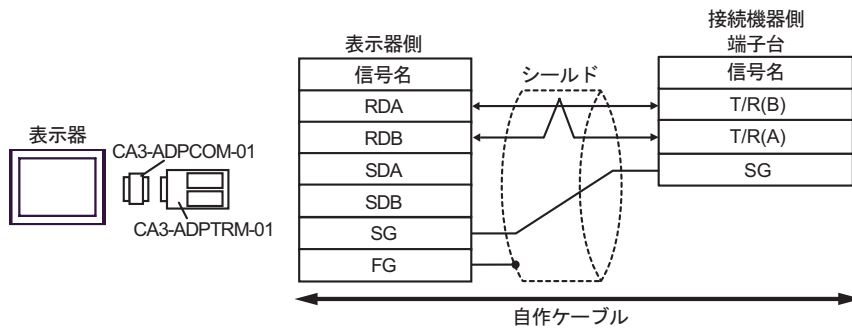 表示器
CA3-ADPCOM-01
CA3-ADPTRM-01
表示器側
信号名
RDA
RDB
SDA
SDB
SG
FG
シールド
接続機器側
端子台
信号名
T/R(B)
T/R(A)
SG
自作ケーブル